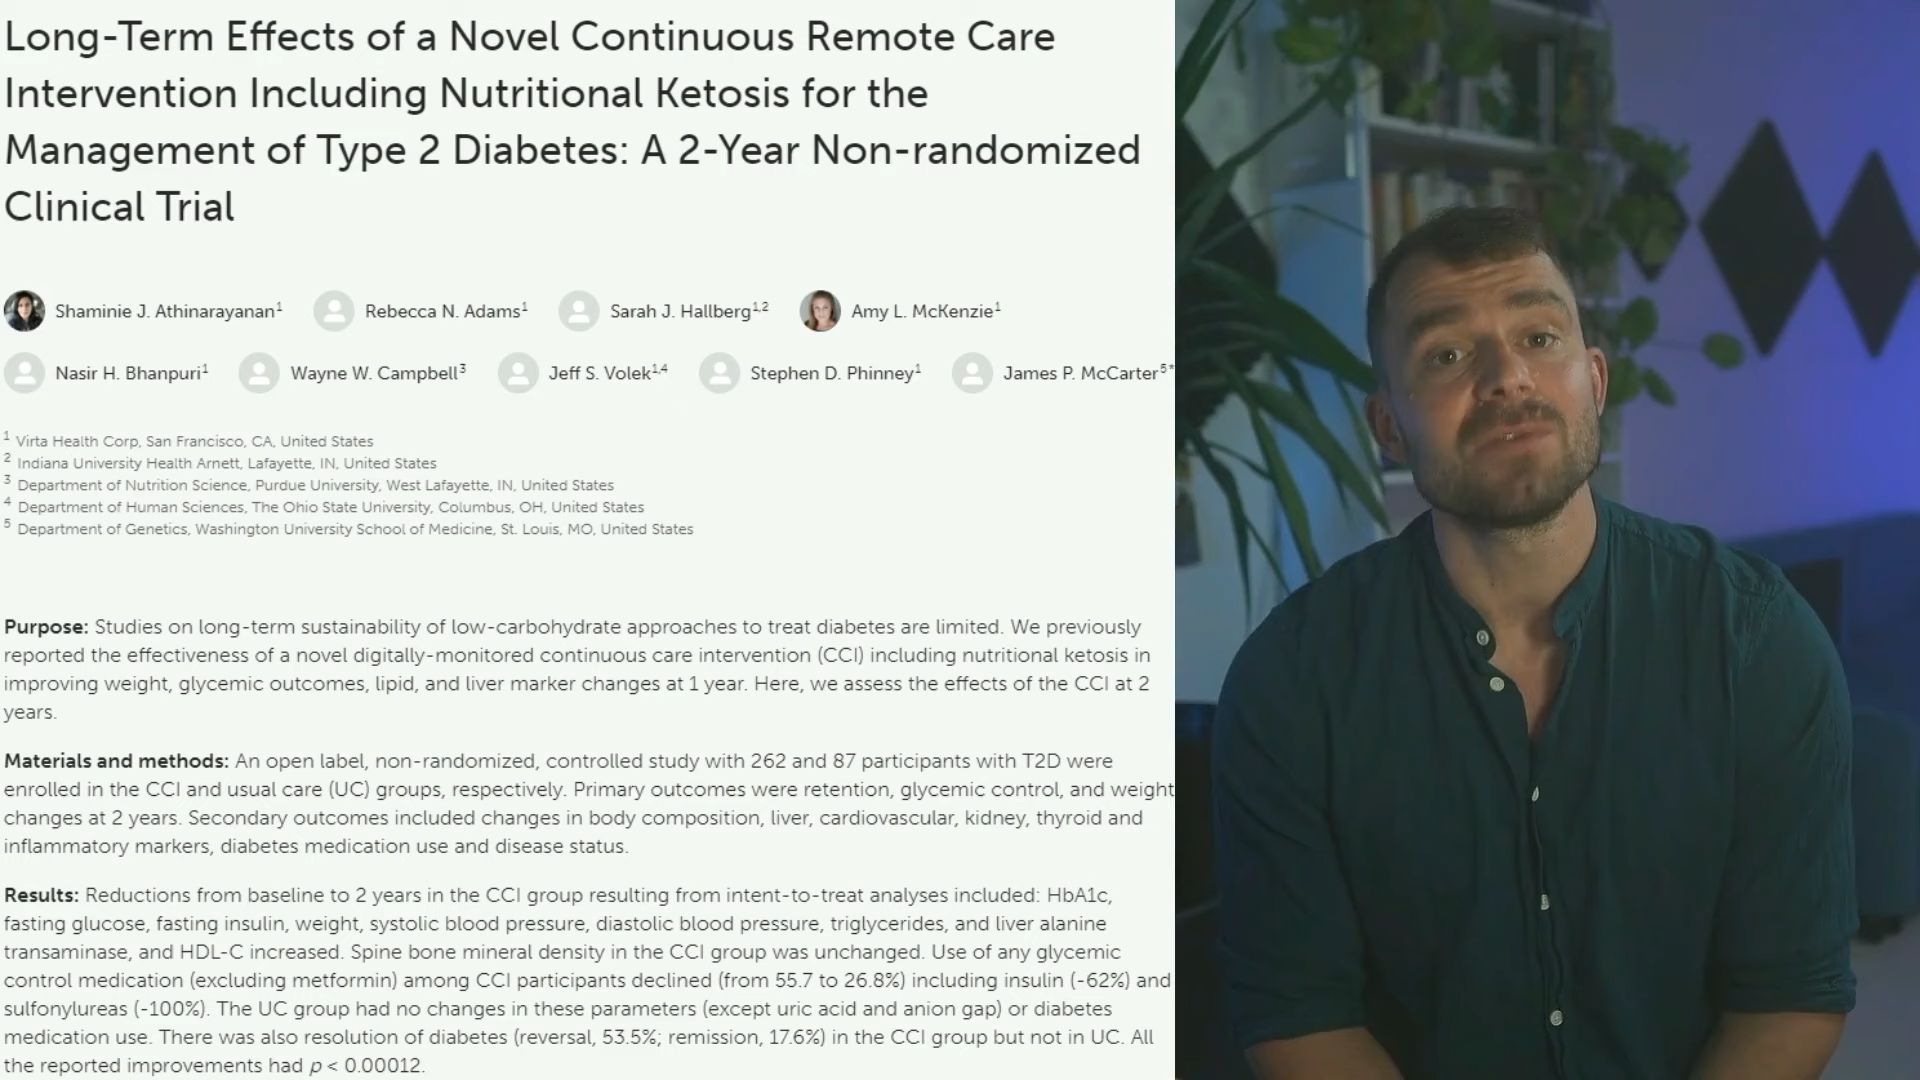 Long-Term Effects of a Novel Continuous Remote Care
Intervention Including Nutritional Ketosis for the
Management of Type 2 Diabetes: A 2-Year Non-randomized
Clinical Trial
Shaminie J. Athinarayanan1 Rebecca N. Adams1 Sarah J. Hallberg1,2 Amy L. McKenzie1
Nasir H. Bhanpuri1 Wayne W. Campbell3 Jeff S. Volek1,4 Stephen D. Phinney1 James P. McCarter5*
1 Virta Health Corp, San Francisco, CA, United States
2 Indiana University Health Arnett, Lafayette, IN, United States
3 Department of Nutrition Science, Purdue University, West Lafayette, IN, United States
4 Department of Human Sciences, The Ohio State University, Columbus, OH, United States
5 Department of Genetics, Washington University School of Medicine, St. Louis, MO, United States
Purpose: Studies on long-term sustainability of low-carbohydrate approaches to treat diabetes are limited. We previously
reported the effectiveness of a novel digitally-monitored continuous care intervention (CCI) including nutritional ketosis in
improving weight, glycemic outcomes, lipid, and liver marker changes at 1 year. Here, we assess the effects of the CCI at 2
years.
Materials and methods: An open label, non-randomized, controlled study with 262 and 87 participants with T2D were
enrolled in the CCI and usual care (UC) groups, respectively. Primary outcomes were retention, glycemic control, and weight
changes at 2 years. Secondary outcomes included changes in body composition, liver, cardiovascular, kidney, thyroid and
inflammatory markers, diabetes medication use and disease status.
Results: Reductions from baseline to 2 years in the CCI group resulting from intent-to-treat analyses included: HbA1c,
fasting glucose, fasting insulin, weight, systolic blood pressure, diastolic blood pressure, triglycerides, and liver alanine
transaminase, and HDL-C increased. Spine bone mineral density in the CCI group was unchanged. Use of any glycemic
control medication (excluding metformin) among CCI participants declined (from 55.7 to 26.8%) including insulin (-62%) and
sulfonylureas (-100%). The UC group had no changes in these parameters (except uric acid and anion gap) or diabetes
medication use. There was also resolution of diabetes (reversal, 53.5%; remission, 17.6%) in the CCI group but not in UC. All
the reported improvements had p < 0.00012.